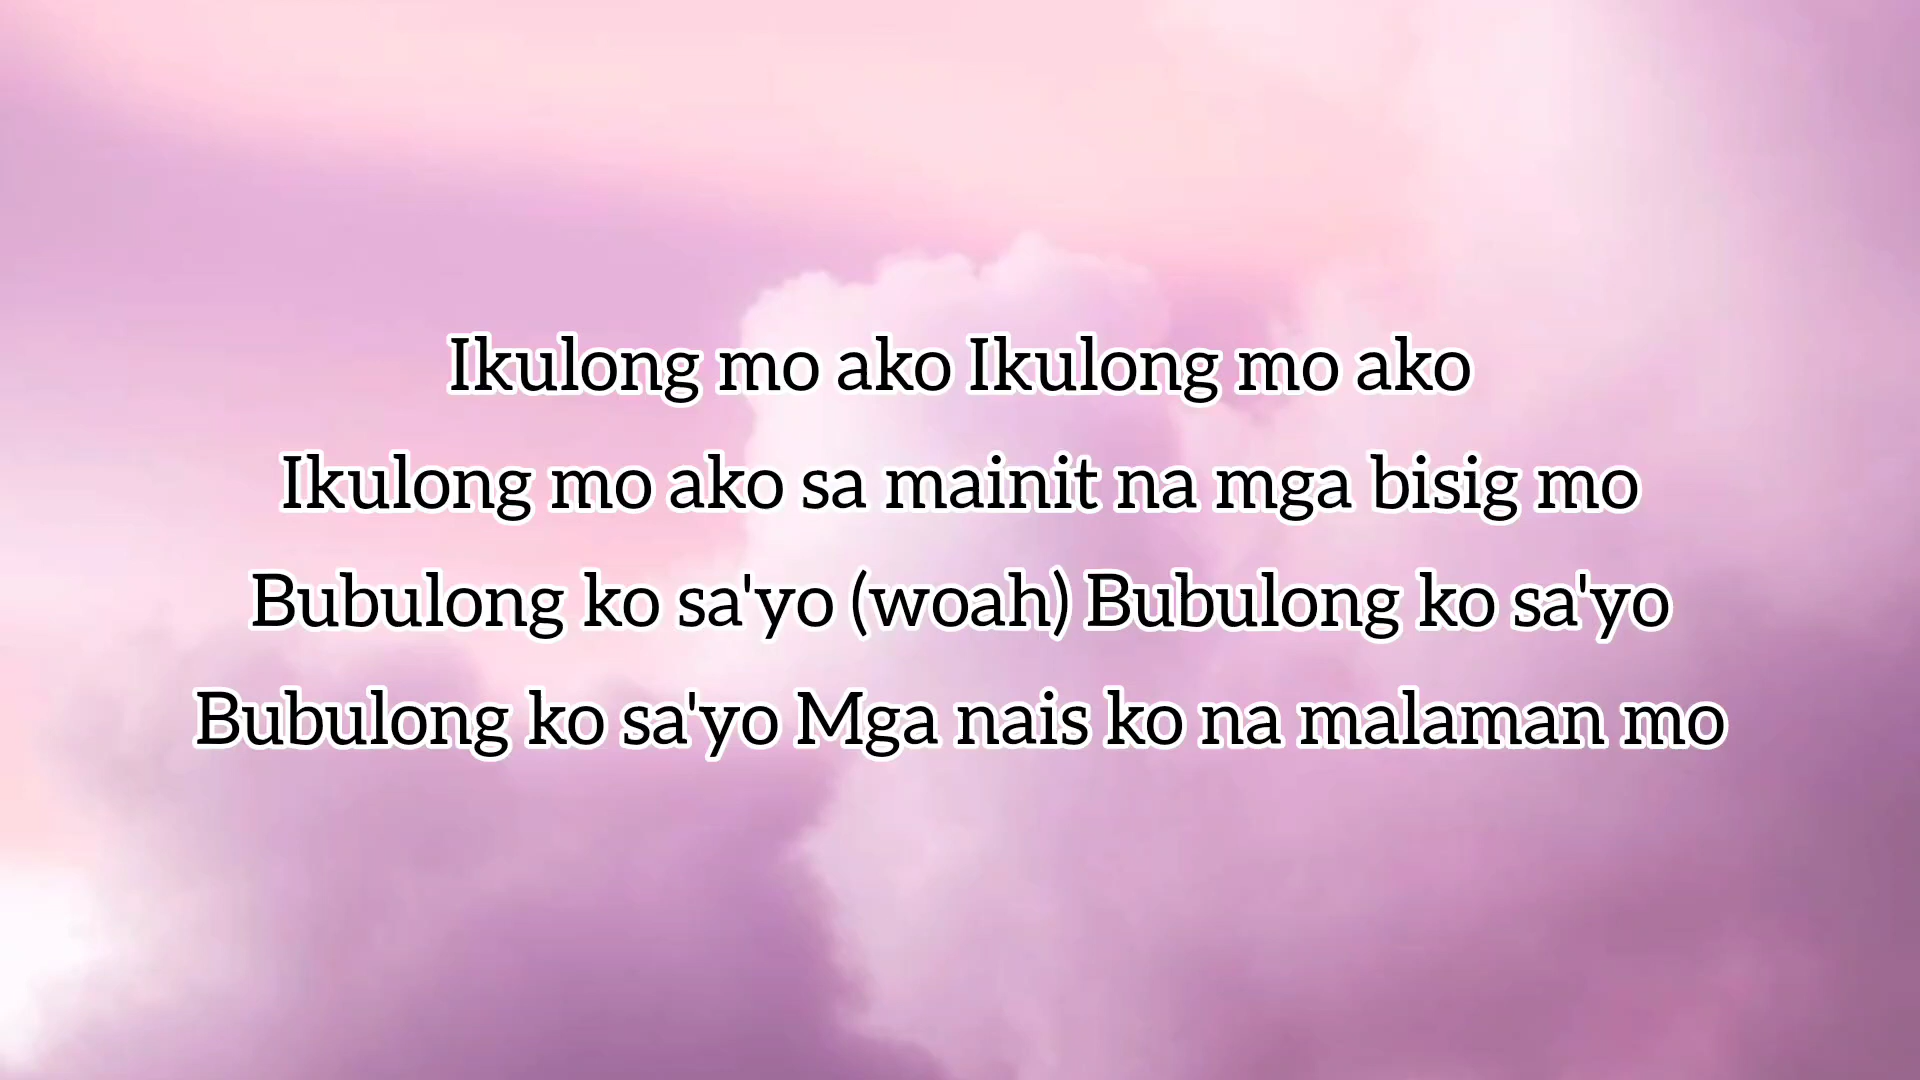 Ikulong mo ako Ikulong mo ako
Ikulong mo ako sa mainit na mga bisig mo
Bubulong ko sa'yo (woah) Bubulong ko sa'yo
Bubulong ko sa'yo Mga nais ko na malaman mo